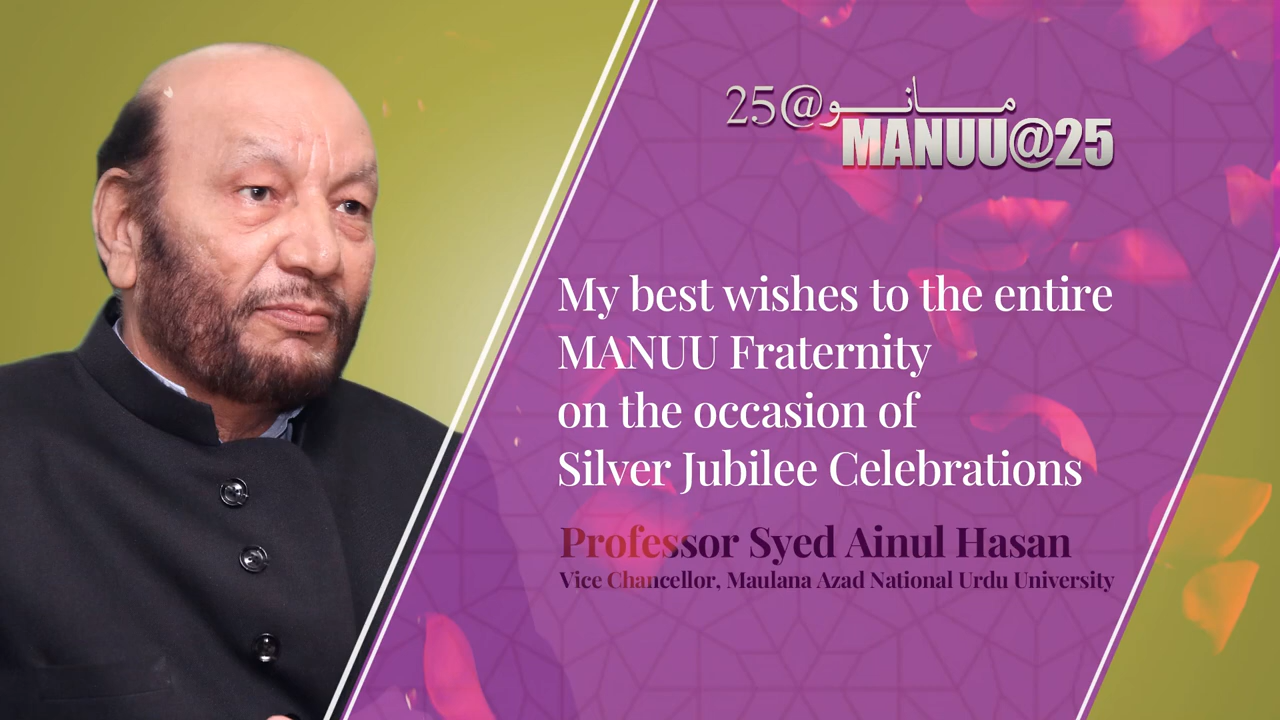 25@مانو
MANUU@25
My best wishes to the entire
MANUU Fraternity
on the occasion of
Silver Jubilee Celebrations
Professor Syed Ainul Hasan
Vice Chancellor, Maulana Azad National Urdu University